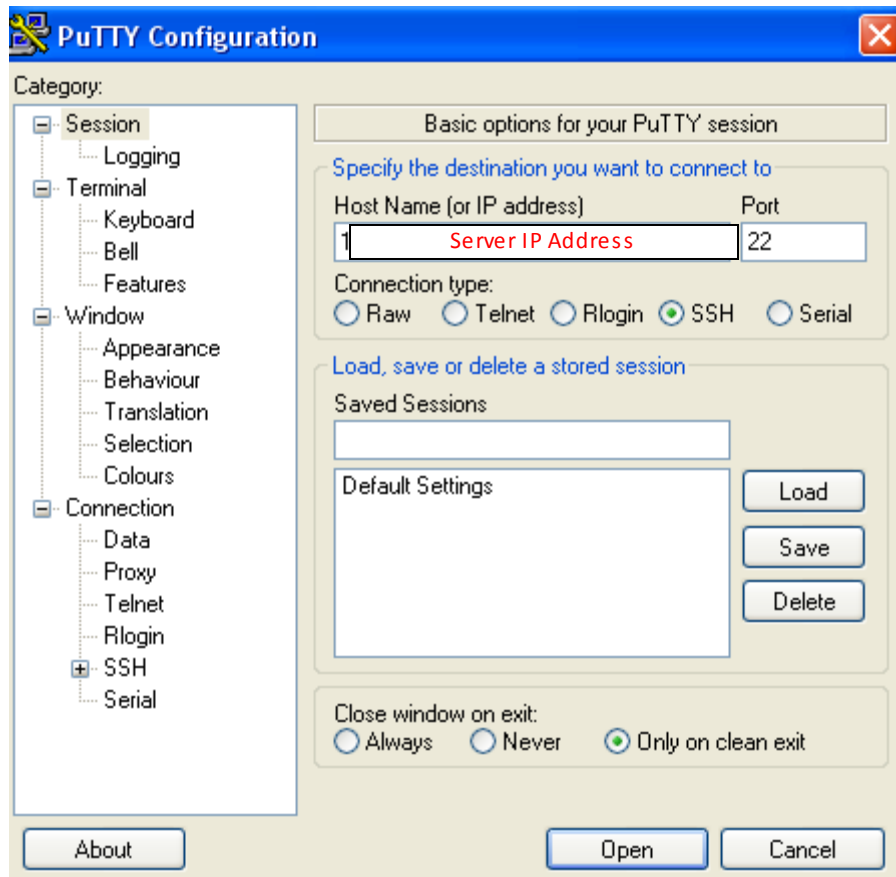 PuTTY Configuration
Category:
Session
Logging
Terminal
Keyboard
Bell
Features
Window
Appearance
Behaviour
Translation
Selection
Colours
Connection
Data
Proxy
Telnet
Rlogin
SSH
Serial
Basic options for your PuTTY session
Specify the destination you want to connect to
Host Name (or IP address) Port
1 Server IP Address 22
Connection type:
Raw Telnet Rlogin SSH Serial
Load, save or delete a stored session
Saved Sessions
Default Settings
Load
Save
Delete
Close window on exit:
Always Never Only on clean exit
About Open Cancel